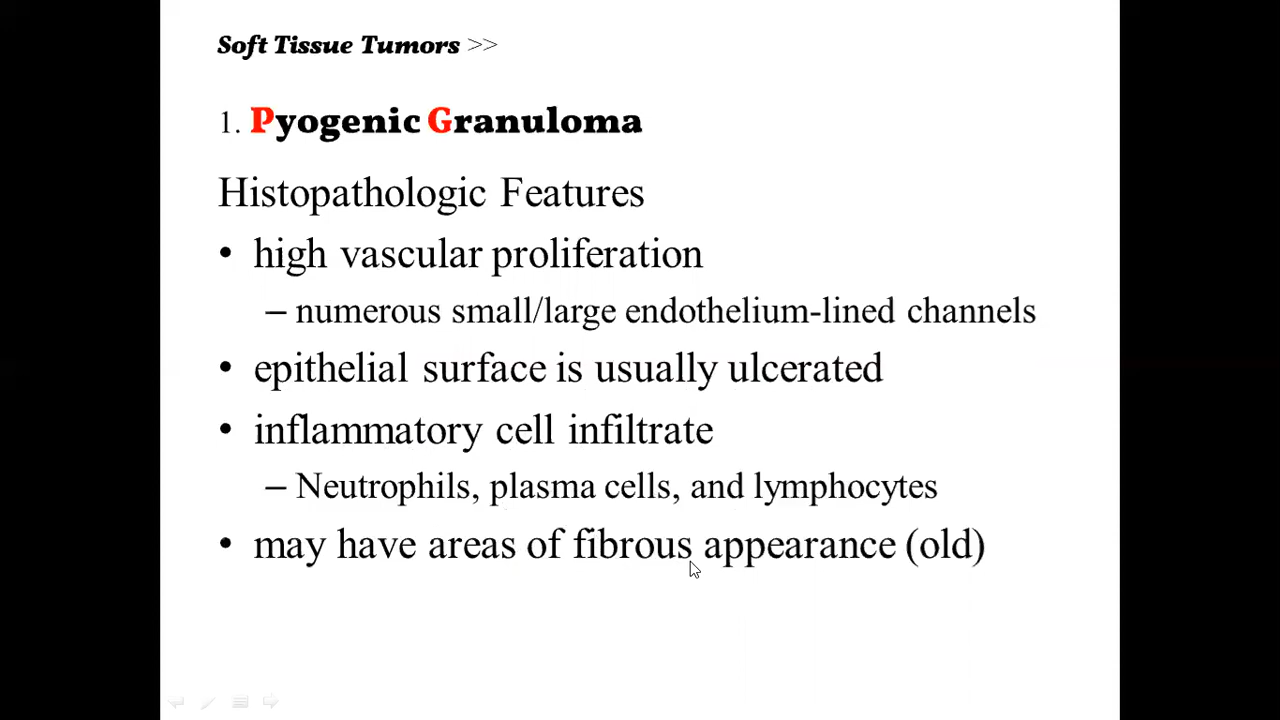 Soft Tissue Tumors >>
1. Pyogenic Granuloma
Histopathologic Features
• high vascular proliferation
– numerous small/large endothelium-lined channels
• epithelial surface is usually ulcerated
• inflammatory cell infiltrate
– Neutrophils, plasma cells, and lymphocytes
• may have areas of fibrous appearance (old)